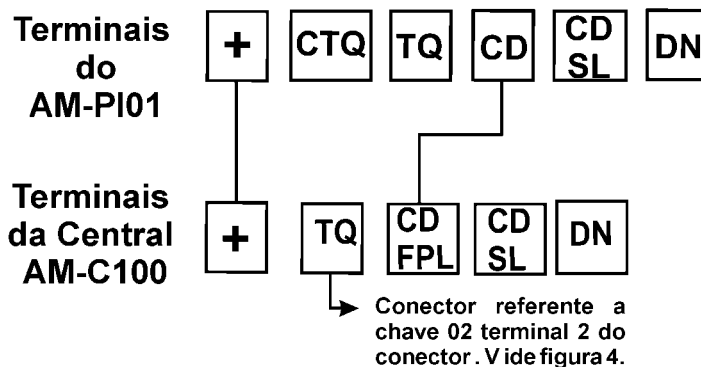 Terminais do AM-PI01
+ CTQ TQ CD CD SL DN
Terminais da Central AM-C100
+ TQ CD FPL CD SL DN
Conector referente a
chave 02 terminal 2 do
conector . V ide figura 4.